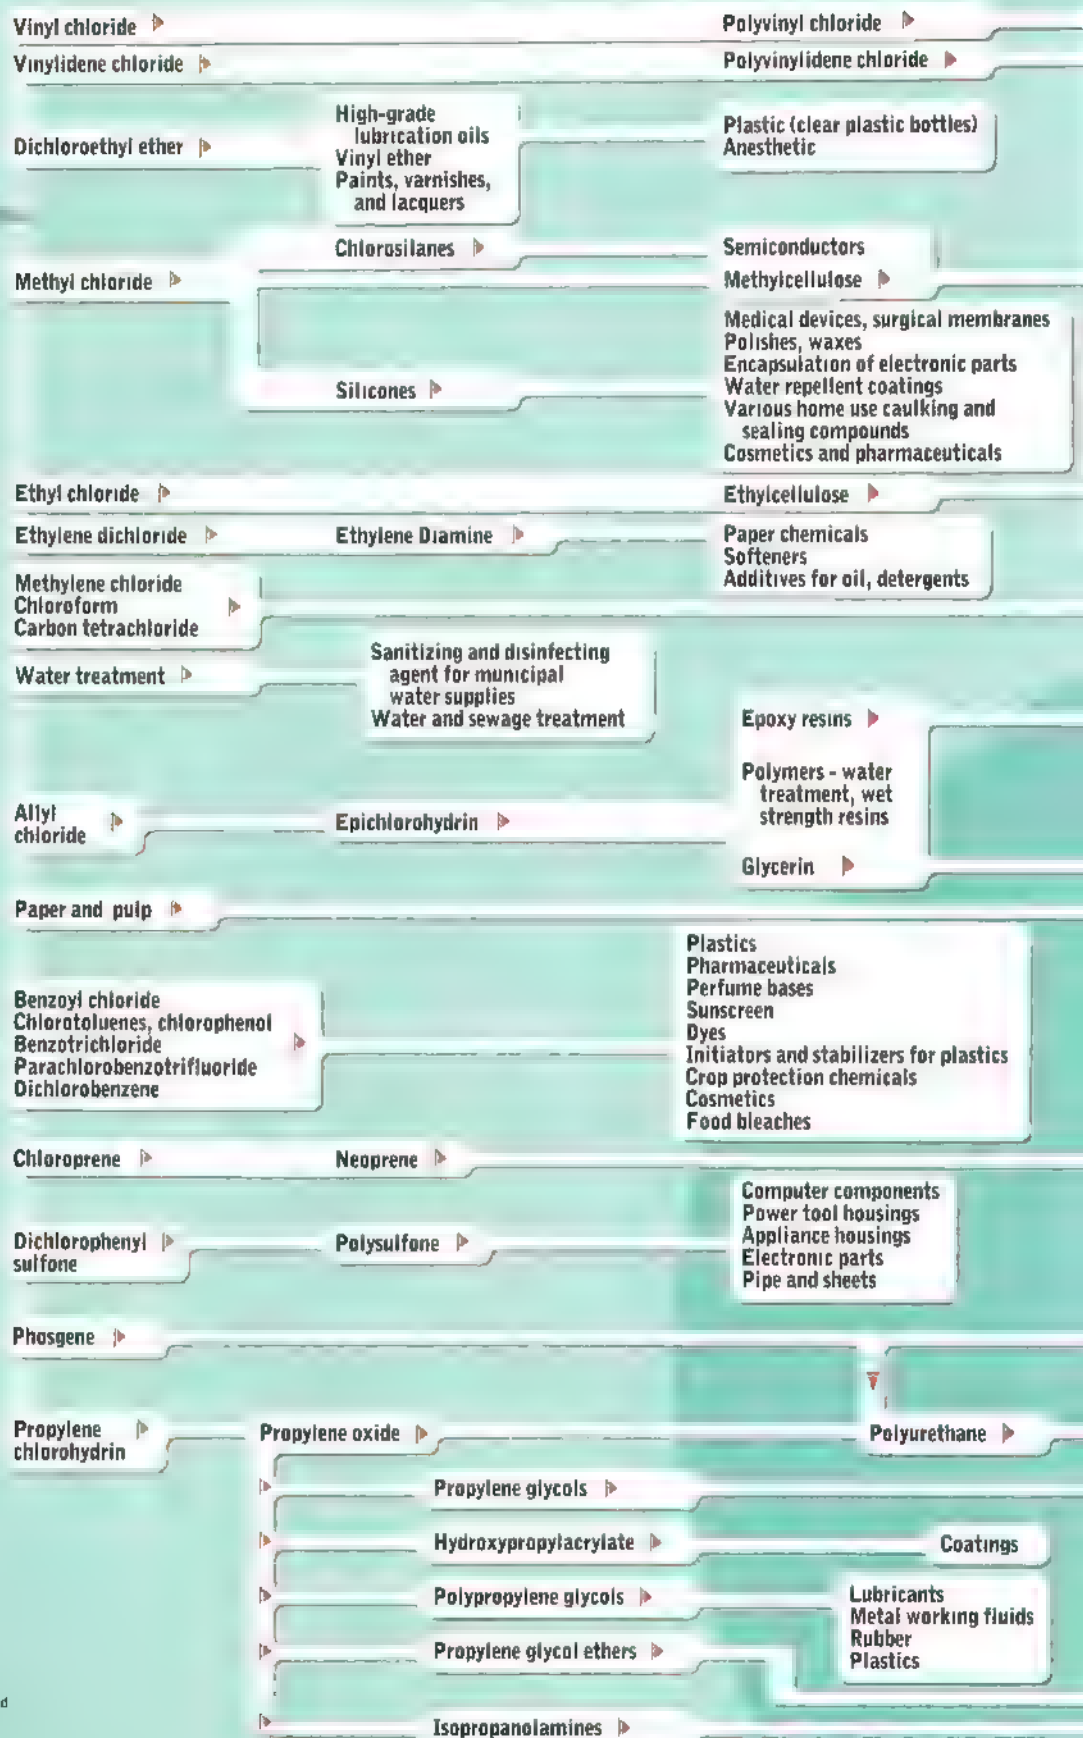 Vinyl chloride
Polyvinyl chloride
Vinylidene chloride
Polyvinylidene chloride
Dichloroethyl ether
High-grade
lubrication oils
Vinyl ether
Paints, varnishes,
and lacquers
Plastic (clear plastic bottles)
Anesthetic
Methyl chloride
Chlorosilanes
Semiconductors
Methylcellulose
Silicones
Medical devices, surgical membranes
Polishes, waxes
Encapsulation of electronic parts
Water repellent coatings
Various home use caulking and
sealing compounds
Cosmetics and pharmaceuticals
Ethyl chloride
Ethylcellulose
Ethylene dichloride
Ethylene Diamine
Paper chemicals
Softeners
Additives for oil, detergents
Methylene chloride
Chloroform
Carbon tetrachloride
Water treatment
Sanitizing and disinfecting
agent for municipal
water supplies
Water and sewage treatment
Allyl
chloride
Epichlorohydrin
Epoxy resins
Polymers - water
treatment, wet
strength resins
Glycerin
Paper and pulp
Benzoyl chloride
Chlorotoluenes, chlorophenol
Benzotrichloride
Parachlorobenzotrifluoride
Dichlorobenzene
Plastics
Pharmaceuticals
Perfume bases
Sunscreen
Dyes
Initiators and stabilizers for plastics
Crop protection chemicals
Cosmetics
Food bleaches
Chloroprene
Neoprene
Dichlorophenyl
sulfone
Polysulfone
Computer components
Power tool housings
Appliance housings
Electronic parts
Pipe and sheets
Phosgene
Propylene
chlorohydrin
Propylene oxide
Polyurethane
Propylene glycols
Hydroxypropylacrylate
Coatings
Polypropylene glycols
Lubricants
Metal working fluids
Rubber
Plastics
Propylene glycol ethers
d
Isopropanolamines